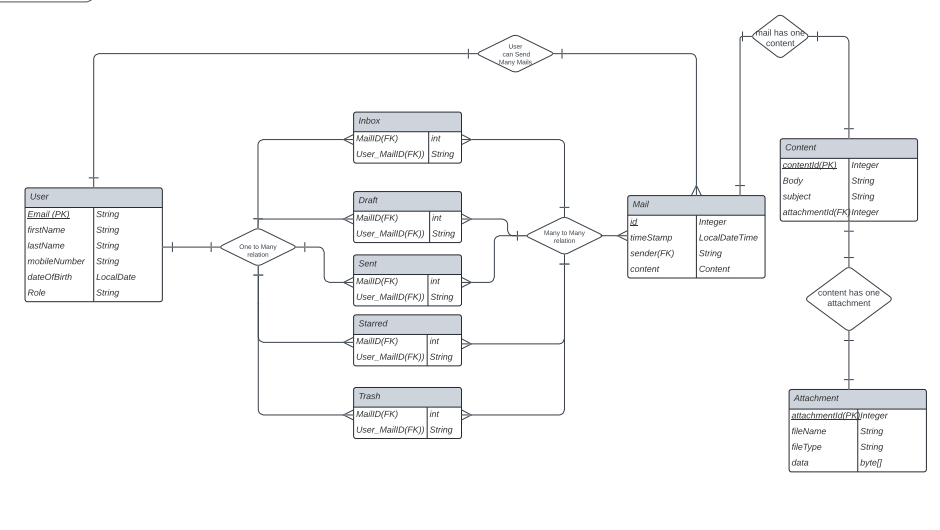 mail has one
content
User
can Send
Many Mails
Inbox
MailID(FK) int
User_MailID(FK)) String
Content
contentId(PK) Integer
Body String
subject String
attachmentId(FK) Integer
User
Email (PK) String
firstName String
lastName String
mobileNumber String
dateOfBirth LocalDate
Role String
Draft
MailID(FK) int
User_MailID(FK)) String
Mail
id Integer
timeStamp LocalDateTime
sender(FK) String
content Content
One to Many
relation
Many to Many
relation
Sent
MailID(FK) int
User_MailID(FK)) String
content has one
attachment
Starred
MailID(FK) int
User_MailID(FK)) String
Trash
MailID(FK) int
User_MailID(FK)) String
Attachment
attachmentId(PK) Integer
fileName String
fileType String
data byte[]